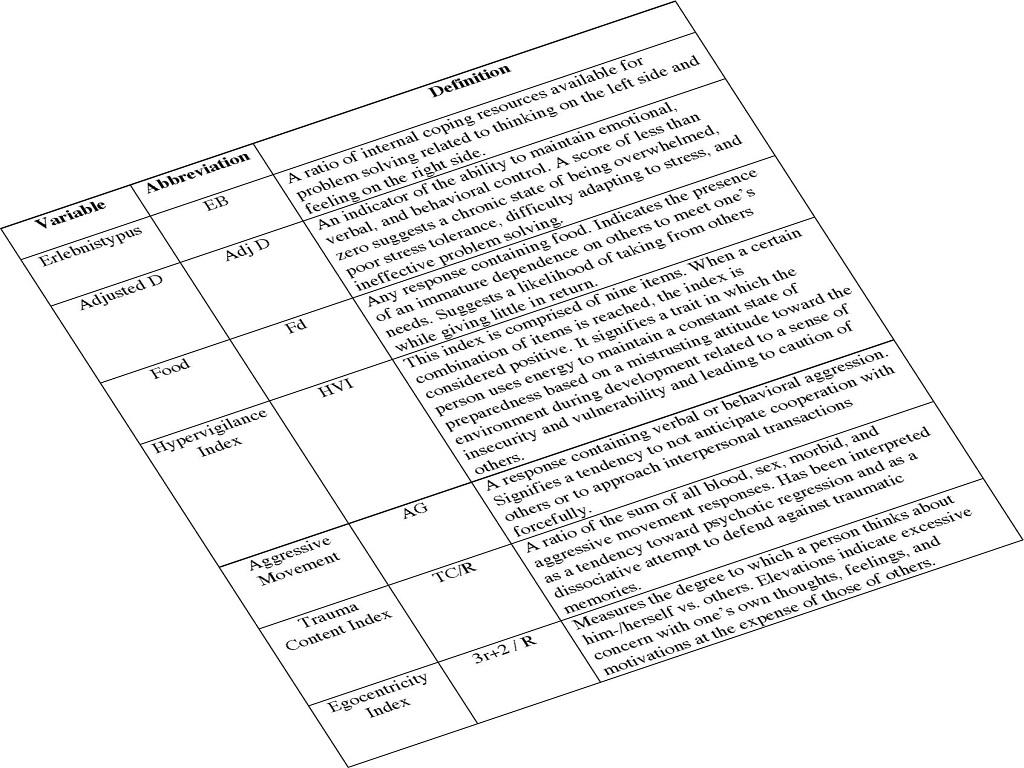 Variable
Abbreviation
Definition
Erlebnistypus
EB
A ratio of internal coping resources available for
problem solving related to thinking on the left side and
feeling on the right side.
Adjusted D
Adj D
An indicator of the ability to maintain emotional,
verbal, and behavioral control. A score of less than
zero suggests a chronic state of being overwhelmed,
poor stress tolerance, difficulty adapting to stress, and
ineffective problem solving.
Food
Fd
Any response containing food. Indicates the presence
of an immature dependence on others to meet one's
needs. Suggests a likelihood of taking from others
while giving little in return.
Hypervigilance
Index
HVI
This index is comprised of nine items. When a certain
combination of items is reached, the index is
considered positive. It signifies a trait in which the
person uses energy to maintain a constant state of
preparedness based on a mistrusting attitude toward the
environment during development related to a sense of
insecurity and vulnerability and leading to caution of
others.
Aggressive
Movement
AG
A response containing verbal or behavioral aggression.
Signifies a tendency to not anticipate cooperation with
others or to approach interpersonal transactions
forcefully.
Trauma
Content Index
TC/R
A ratio of the sum of all blood, sex, morbid, and
aggressive movement responses. Has been interpreted
as a tendency toward psychotic regression and as a
dissociative attempt to defend against traumatic
memories.
Egocentricity
Index
3r+2 / R
Measures the degree to which a person thinks about
him-/herself vs. others. Elevations indicate excessive
concern with one's own thoughts, feelings, and
motivations at the expense of those of others.